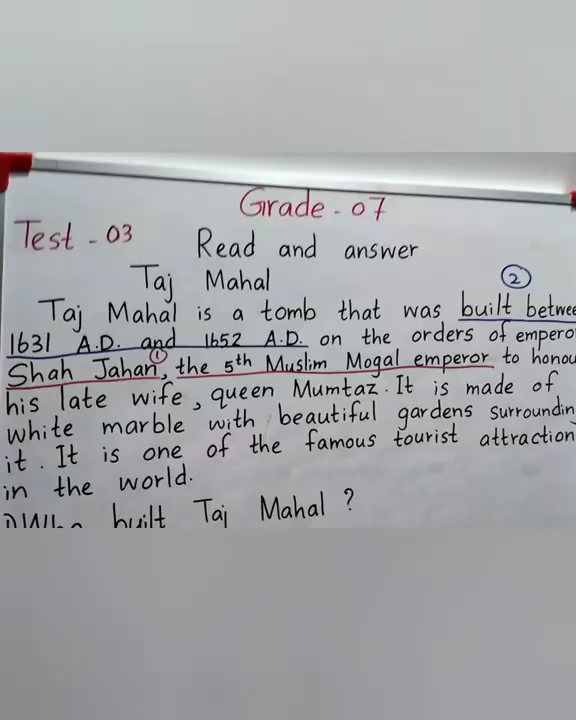 Grade - 07
Test - 03
Read and answer
Taj Mahal
2
Taj Mahal is a tomb that was built betwee
1631 A.D. and 1652 A.D. on the orders of empero
1
Shah Jahan, the 5th Muslim Mogal emperor to honou
his late wife, queen Mumtaz. It is made of
white marble with beautiful gardens surroundin
it. It is one of the famous tourist attraction
in the world.
1) Who built Taj Mahal ?